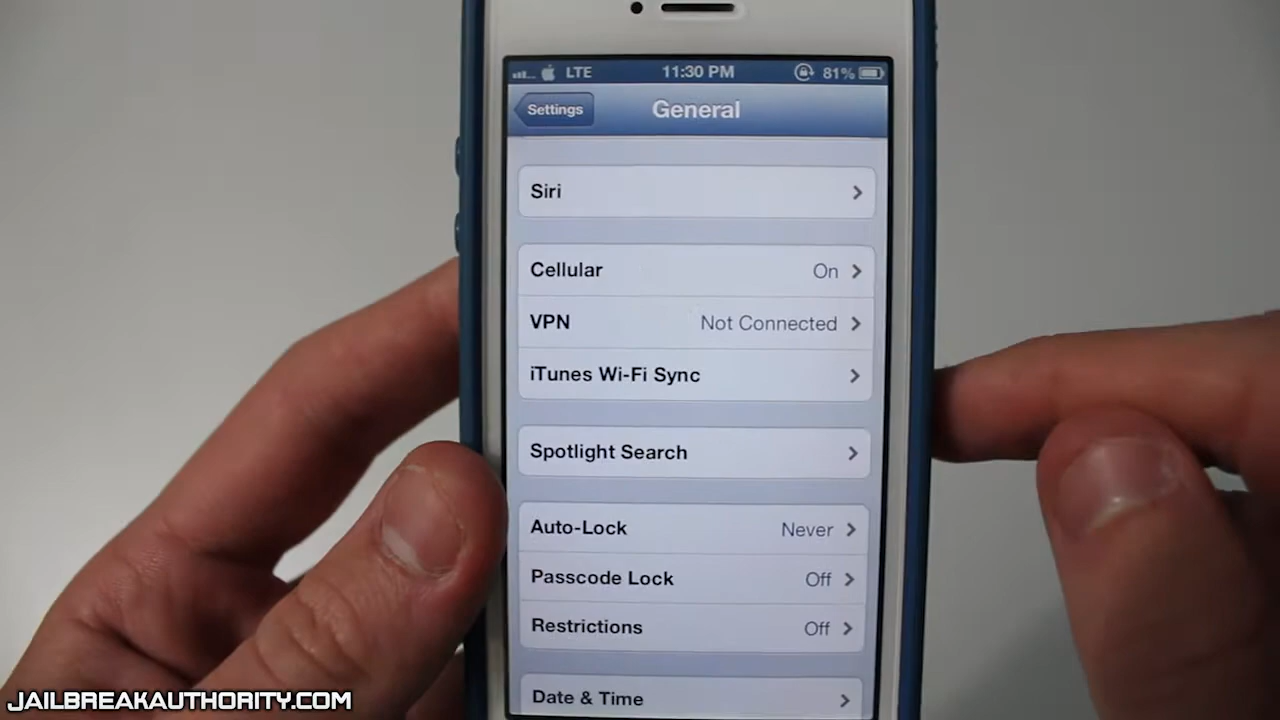 LTE 11:30 PM 81%
Settings General
Siri
Cellular On
VPN Not Connected
iTunes Wi-Fi Sync
Spotlight Search
Auto-Lock Never
Passcode Lock Off
Restrictions Off
Date & Time
JAILBREAKAUTHORITY.COM